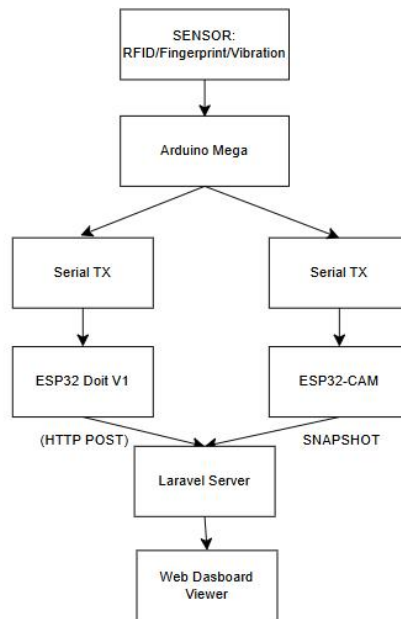 SENSOR:
RFID/Fingerprint/Vibration
Arduino Mega
Serial TX
Serial TX
ESP32 Doit V1
ESP32-CAM
(HTTP POST)
SNAPSHOT
Laravel Server
Web Dasboard
Viewer